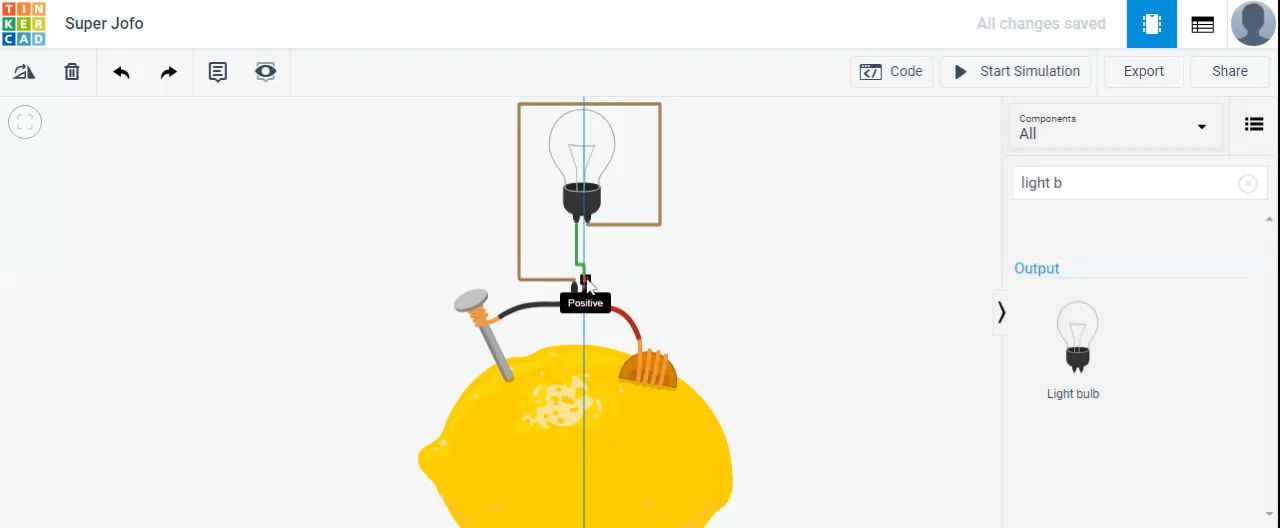 TIN
KER
CAD
Super Jofo
All changes saved
Code
Start Simulation
Export
Share
Components
All
light b
Output
Light bulb
Positive